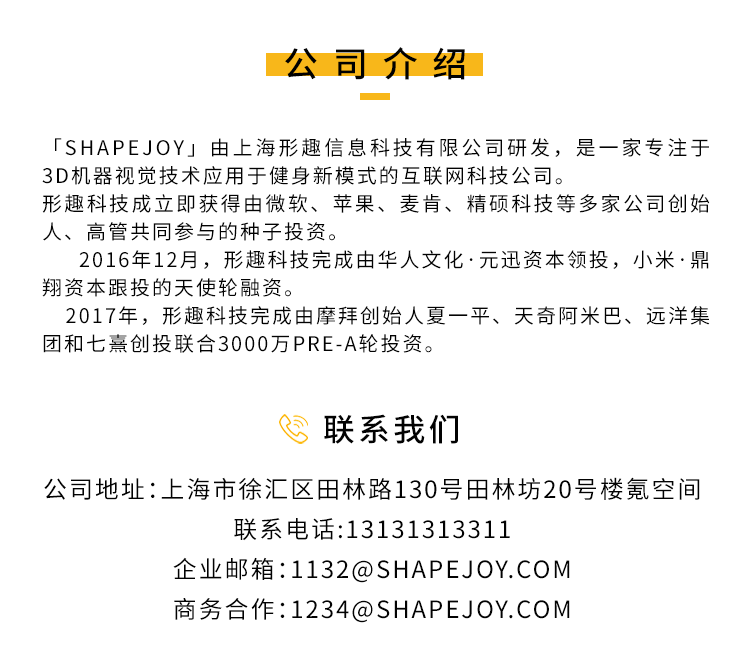 公司介绍
「SHAPEJOY」由上海形趣信息科技有限公司研发，是一家专注于
3D机器视觉技术应用于健身新模式的互联网科技公司。
形趣科技成立即获得由微软、苹果、麦肯、精硕科技等多家公司创始
人、高管共同参与的种子投资。
2016年12月，形趣科技完成由华人文化·元迅资本领投，小米·鼎
翔资本跟投的天使轮融资。
2017年，形趣科技完成由摩拜创始人夏一平、天奇阿米巴、远洋集
团和七熹创投联合3000万PRE-A轮投资。
联系我们
公司地址：上海市徐汇区田林路130号田林坊20号楼氪空间
联系电话:13131313311
企业邮箱：1132@SHAPEJOY.COM
商务合作：1234@SHAPEJOY.COM